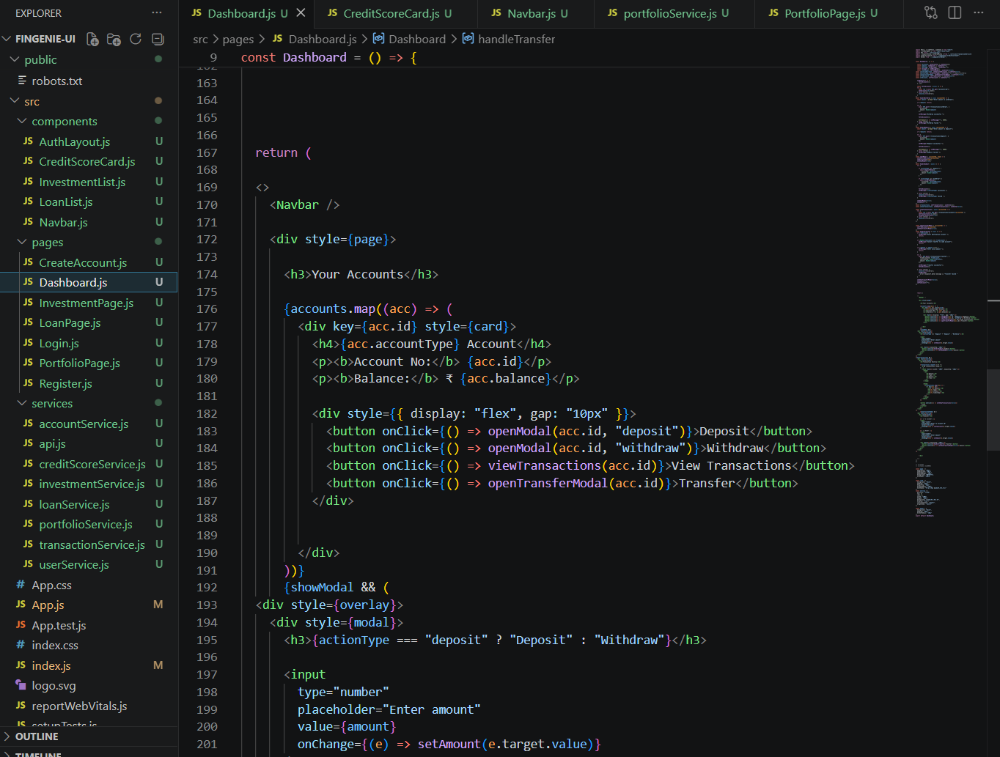 EXPLORER
FINGENIE-UI
public
robots.txt
src
components
AuthLayout.js U
CreditScoreCard.js U
InvestmentList.js U
LoanList.js U
Navbar.js U
pages
CreateAccount.js U
Dashboard.js U
InvestmentPage.js U
LoanPage.js U
Login.js U
PortfolioPage.js U
Register.js U
services
accountService.js U
api.js U
creditScoreService.js U
investmentService.js U
loanService.js U
portfolioService.js U
transactionService.js U
userService.js U
App.css
App.js M
App.test.js
index.css
index.js M
logo.svg
reportWebVitals.js
setupTests.js
OUTLINE
TIMELINE
JS Dashboard.js U
JS CreditScoreCard.js U
JS Navbar.js U
JS portfolioService.js U
JS PortfolioPage.js U
src > pages > JS Dashboard.js > Dashboard > handleTransfer
9 const Dashboard = () => {
162
163
164
165
166
167 return (
168
169 <>
170 <Navbar />
171
172 <div style={page}>
173
174 <h3>Your Accounts</h3>
175
176 {accounts.map((acc) => (
177 <div key={acc.id} style={card}>
178 <h4>{acc.accountType} Account</h4>
179 <p><b>Account No:</b> {acc.id}</p>
180 <p><b>Balance:</b> ₹ {acc.balance}</p>
181
182 <div style={{ display: "flex", gap: "10px" }}>
183 <button onClick={() => openModal(acc.id, "deposit")}>Deposit</button>
184 <button onClick={() => openModal(acc.id, "withdraw")}>Withdraw</button>
185 <button onClick={() => viewTransactions(acc.id)}>View Transactions</button>
186 <button onClick={() => openTransferModal(acc.id)}>Transfer</button>
187 </div>
188
189
190 </div>
191 ))}
192 {showModal && (
193 <div style={overlay}>
194 <div style={modal}>
195 <h3>{actionType === "deposit" ? "Deposit" : "Withdraw"}</h3>
196
197 <input
198 type="number"
199 placeholder="Enter amount"
200 value={amount}
201 onChange={(e) => setAmount(e.target.value)}